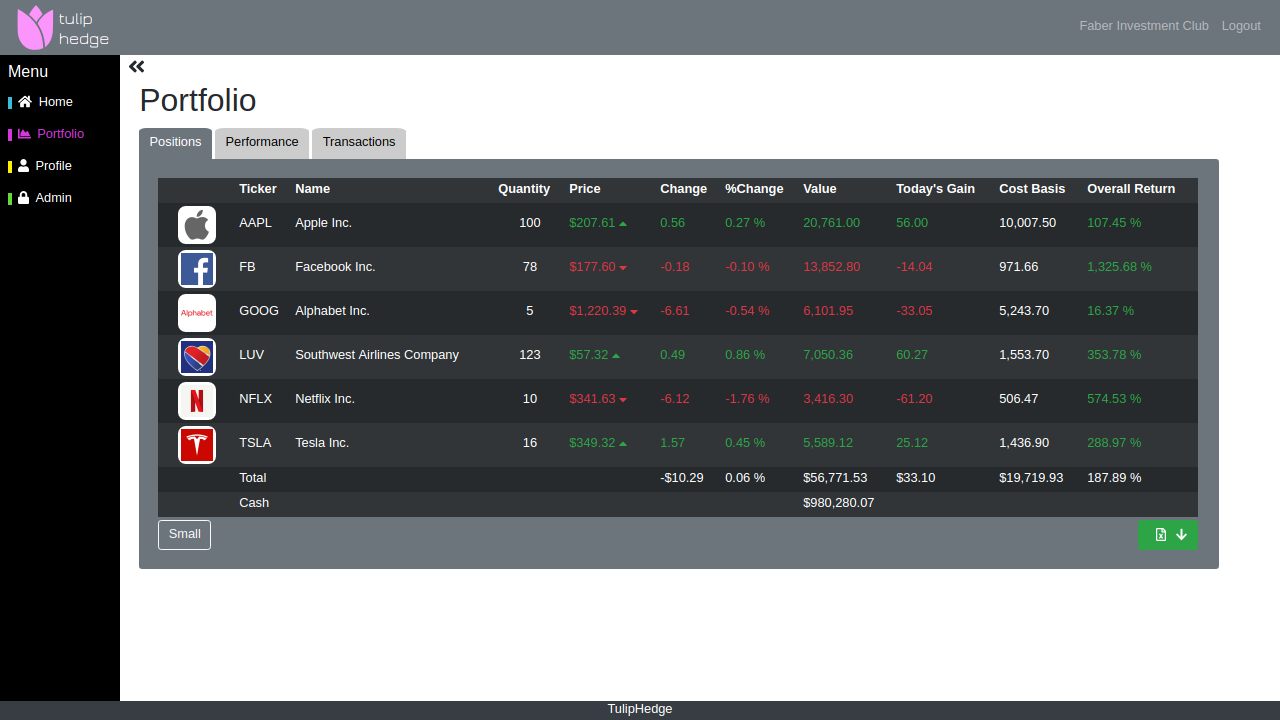 tulip
hedge
Faber Investment Club Logout
Menu
Home
Portfolio
Profile
Admin
Portfolio
Positions Performance Transactions
Ticker Name Quantity Price Change %Change Value Today's Gain Cost Basis Overall Return
AAPL Apple Inc. 100 $207.61 0.56 0.27 % 20,761.00 56.00 10,007.50 107.45 %
FB Facebook Inc. 78 $177.60 -0.18 -0.10 % 13,852.80 -14.04 971.66 1,325.68 %
Alphabet GOOG Alphabet Inc. 5 $1,220.39 -6.61 -0.54 % 6,101.95 -33.05 5,243.70 16.37 %
LUV Southwest Airlines Company 123 $57.32 0.49 0.86 % 7,050.36 60.27 1,553.70 353.78 %
N NFLX Netflix Inc. 10 $341.63 -6.12 -1.76 % 3,416.30 -61.20 506.47 574.53 %
TSLA Tesla Inc. 16 $349.32 1.57 0.45 % 5,589.12 25.12 1,436.90 288.97 %
Total -$10.29 0.06 % $56,771.53 $33.10 $19,719.93 187.89 %
Cash $980,280.07
Small
TulipHedge